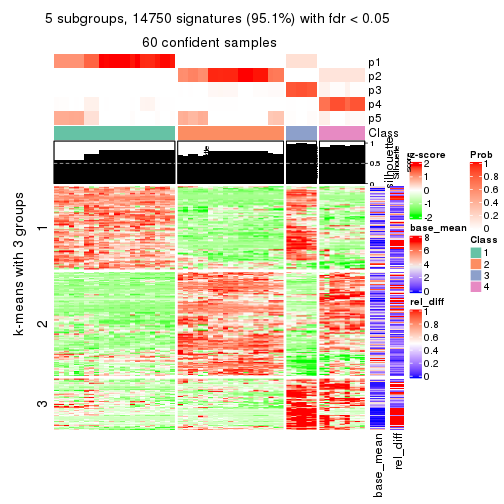 5 subgroups, 14750 signatures (95.1%) with fdr < 0.05
60 confident samples
p1
p2
p3
p4
p5
Class
1
0.5
0
silhouette
k-means with 3 groups
1
2
3
base_mean
rel_diff
z-score
2
1
0
-1
-2
base_mean
8
6
4
2
0
rel_diff
1
0.8
0.6
0.4
0.2
0
Prob
1
0.8
0.6
0.4
0.2
0
Class
1
2
3
4